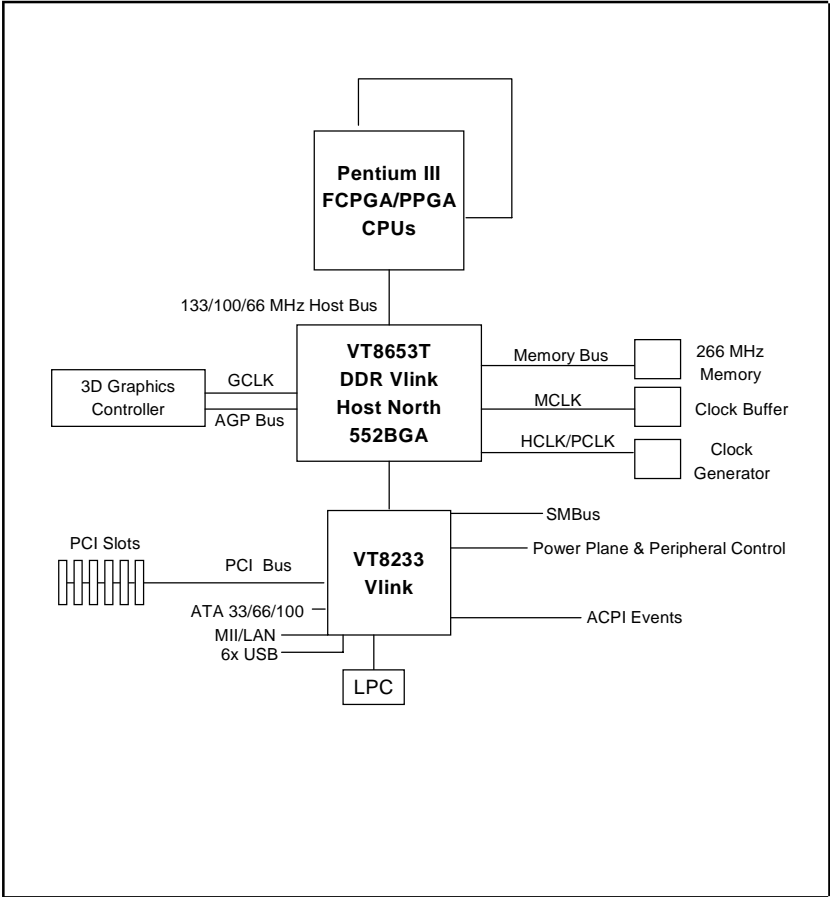 Pentium III
FCPGA/PPGA
CPUs
133/100/66 MHz Host Bus
VT8653T
DDR Vlink
Host North
552BGA
3D Graphics
Controller
GCLK
AGP Bus
Memory Bus
266 MHz
Memory
MCLK
Clock Buffer
HCLK/PCLK
Clock
Generator
VT8233
Vlink
SMBus
Power Plane & Peripheral Control
ACPI Events
PCI Slots
PCI Bus
ATA 33/66/100
MII/LAN
6x USB
LPC